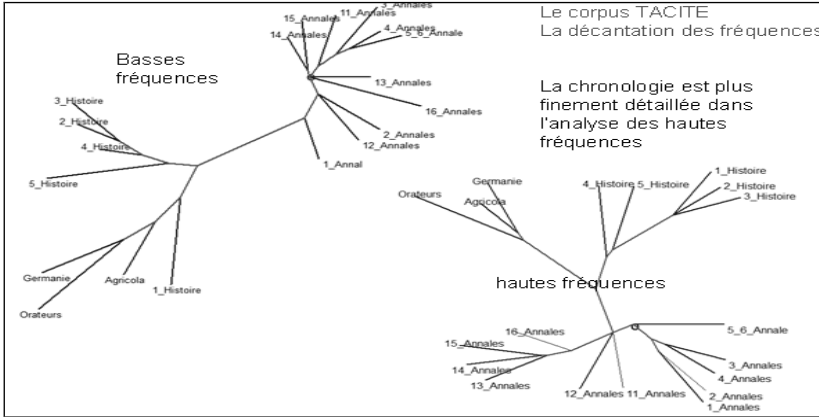 Le corpus TACITE
La décantation des fréquences
La chronologie est plus
finement détaillée dans
l'analyse des hautes
fréquences
Basses
fréquences
15_Annales
11_Annales
3_Annales
14_Annales
4_Annales
5_6_Annale
13_Annales
16_Annales
2_Annales
12_Annales
1_Annal
3_Histoire
2_Histoire
4_Histoire
5_Histoire
Germanie
Agricola
1_Histoire
Orateurs
hautes fréquences
Germanie
Orateurs
Agricola
4_Histoire
5_Histoire
1_Histoire
2_Histoire
3_Histoire
16_Annales
15_Annales
14_Annales
13_Annales
12_Annales
11_Annales
5_6_Annale
3_Annales
4_Annales
2_Annales
1_Annales